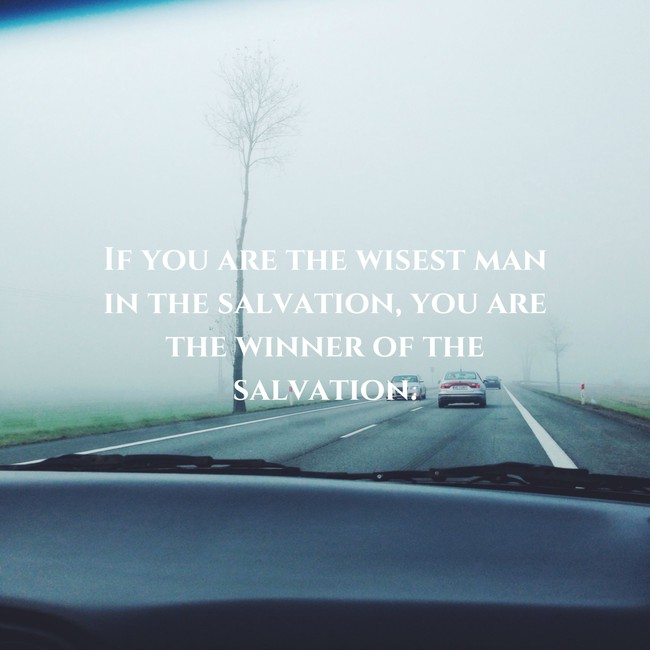 If you are the wisest man
in the salvation, you are
the winner of the
salvation.